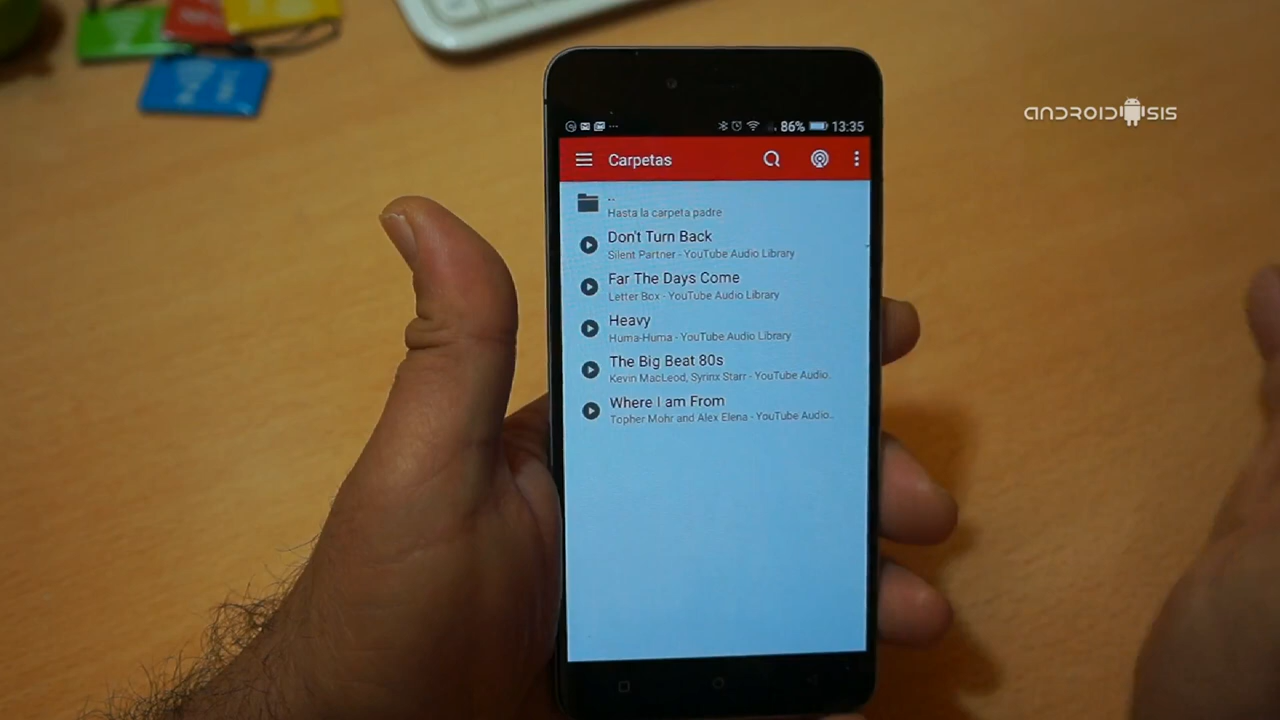 ANDROIDSIS
86% 13:35
Carpetas
..
Hasta la carpeta padre
Don't Turn Back
Silent Partner - YouTube Audio Library
Far The Days Come
Letter Box - YouTube Audio Library
Heavy
Huma-Huma - YouTube Audio Library
The Big Beat 80s
Kevin MacLeod, Syrinx Starr - YouTube Audio..
Where I am From
Topher Mohr and Alex Elena - YouTube Audio..